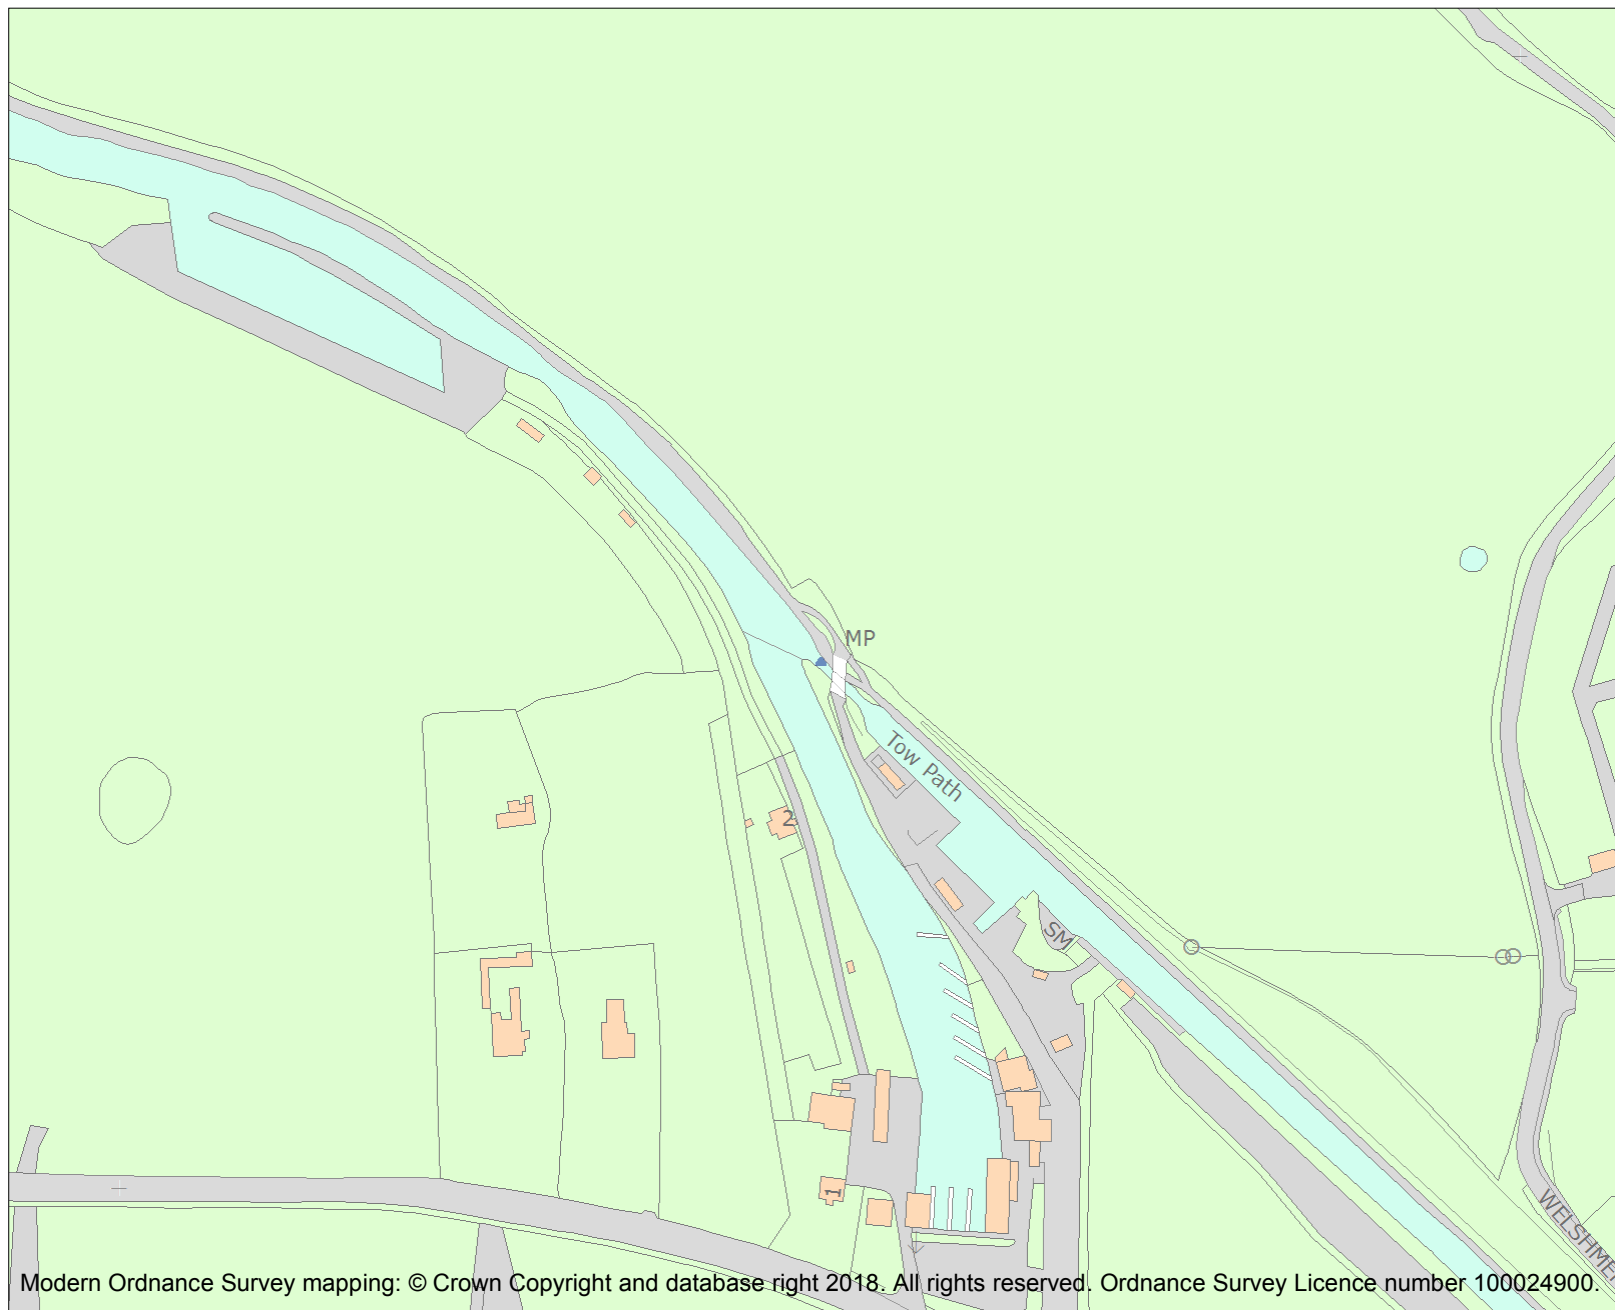 MP
Tow Path
2
SM
1
WELSHME
Modern Ordnance Survey mapping: © Crown Copyright and database right 2018. All rights reserved. Ordnance Survey Licence number 100024900.